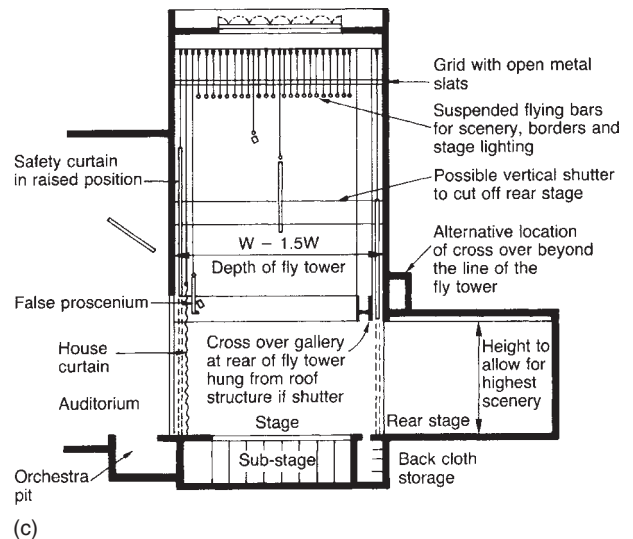 Grid with open metal
slats
Suspended flying bars
for scenery, borders and
stage lighting
Safety curtain
in raised position
Possible vertical shutter
to cut off rear stage
W – 1.5W
Depth of fly tower
Alternative location
of cross over beyond
the line of the
fly tower
False proscenium
House
curtain
Cross over gallery
at rear of fly tower
hung from roof
structure if shutter
Height to
allow for
highest
scenery
Auditorium
Stage
Rear stage
Sub-stage
Back cloth
storage
Orchestra
pit
(c)